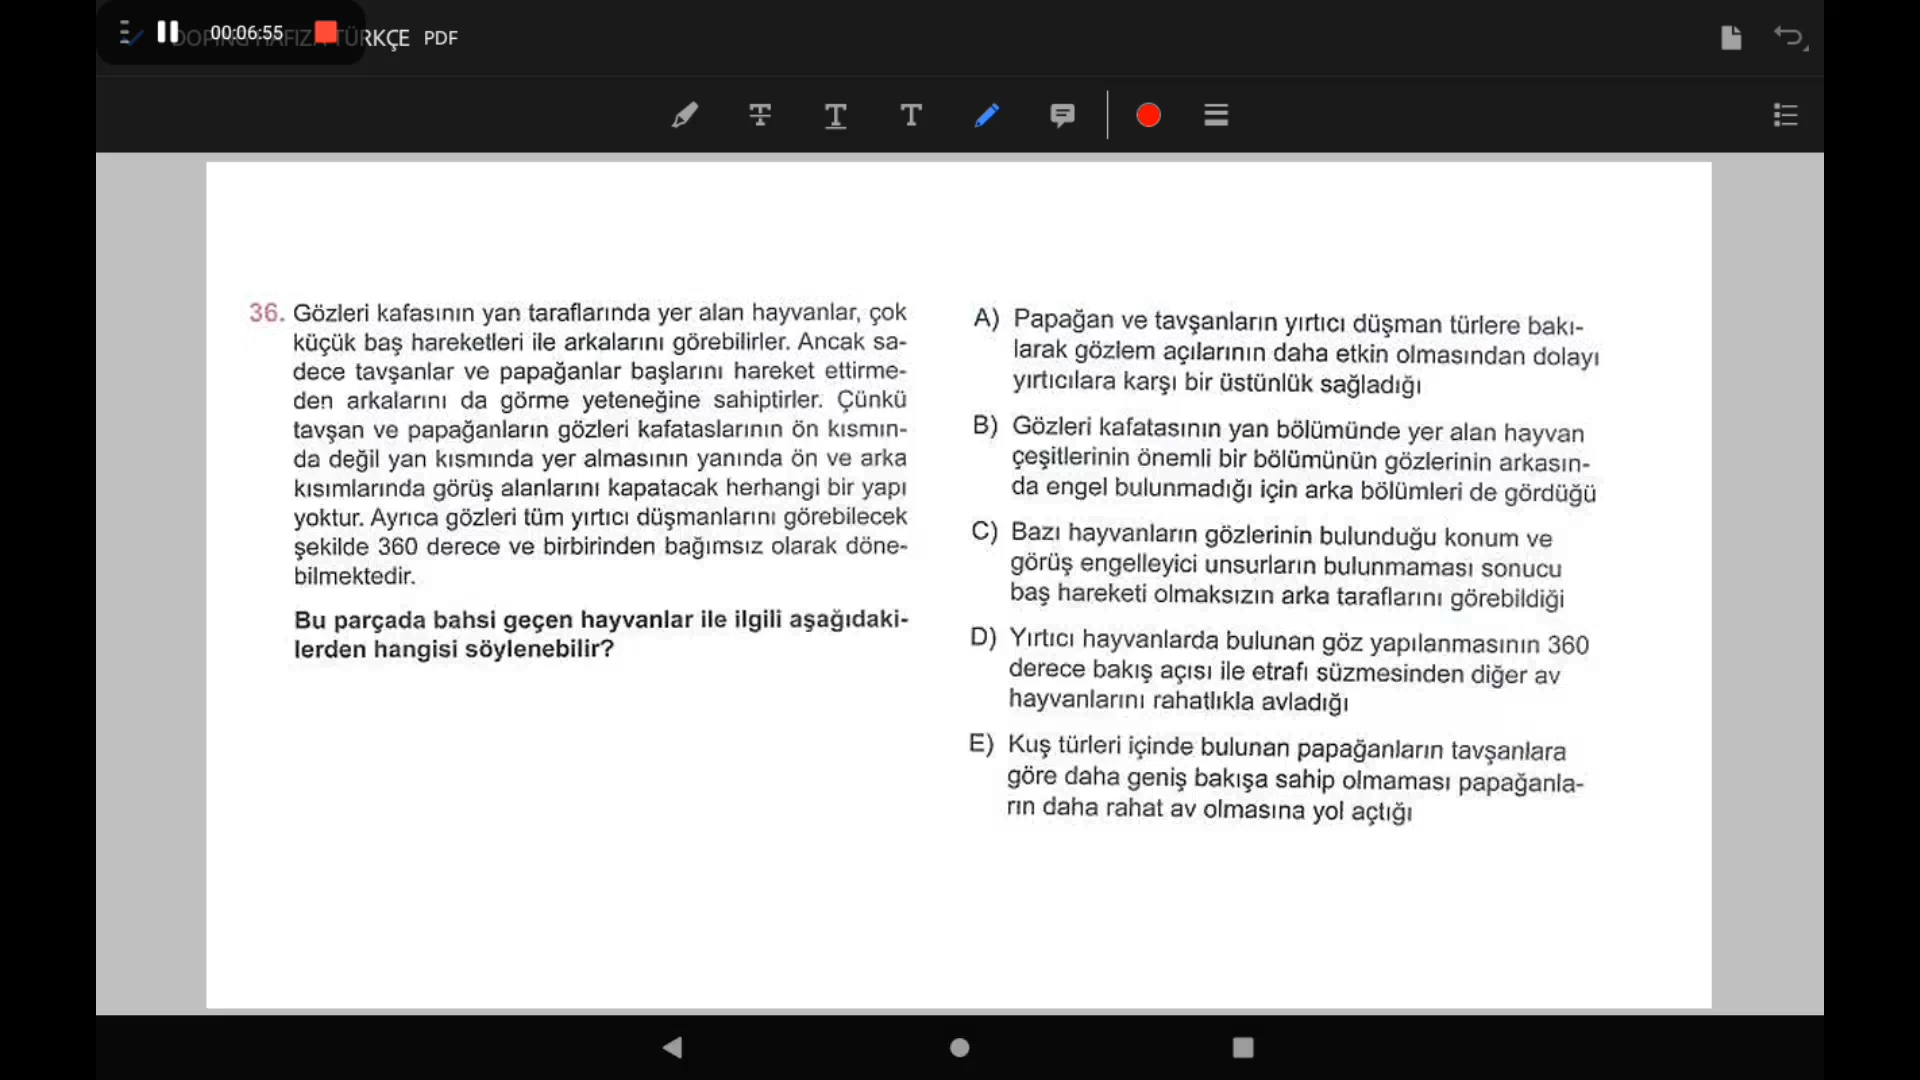 00:06:55
DOPING HAFIZA TÜRKÇE PDF
36. Gözleri kafasının yan taraflarında yer alan hayvanlar, çok
küçük baş hareketleri ile arkalarını görebilirler. Ancak sa-
dece tavşanlar ve papağanlar başlarını hareket ettirme-
den arkalarını da görme yeteneğine sahiptirler. Çünkü
tavşan ve papağanların gözleri kafataslarının ön kısmın-
da değil yan kısmında yer almasının yanında ön ve arka
kısımlarında görüş alanlarını kapatacak herhangi bir yapı
yoktur. Ayrıca gözleri tüm yırtıcı düşmanlarını görebilecek
şekilde 360 derece ve birbirinden bağımsız olarak döne-
bilmektedir.
Bu parçada bahsi geçen hayvanlar ile ilgili aşağıdaki-
lerden hangisi söylenebilir?
A) Papağan ve tavşanların yırtıcı düşman türlere bakı-
larak gözlem açılarının daha etkin olmasından dolayı
yırtıcılara karşı bir üstünlük sağladığı
B) Gözleri kafatasının yan bölümünde yer alan hayvan
çeşitlerinin önemli bir bölümünün gözlerinin arkasın-
da engel bulunmadığı için arka bölümleri de gördüğü
C) Bazı hayvanların gözlerinin bulunduğu konum ve
görüş engelleyici unsurların bulunmaması sonucu
baş hareketi olmaksızın arka taraflarını görebildiği
D) Yırtıcı hayvanlarda bulunan göz yapılanmasının 360
derece bakış açısı ile etrafı süzmesinden diğer av
hayvanlarını rahatlıkla avladığı
E) Kuş türleri içinde bulunan papağanların tavşanlara
göre daha geniş bakışa sahip olmaması papağanla-
rın daha rahat av olmasına yol açtığı